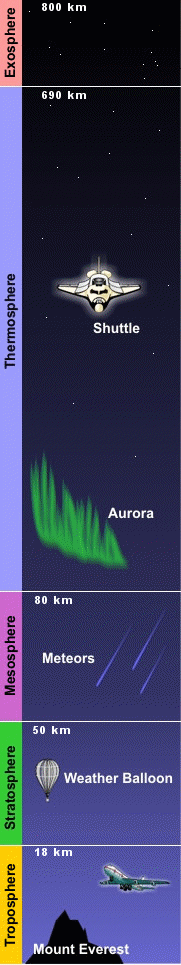 Exosphere
800 km
Thermosphere
690 km
Shuttle
Aurora
Mesosphere
80 km
Meteors
Stratosphere
50 km
Weather Balloon
Troposphere
18 km
Mount Everest